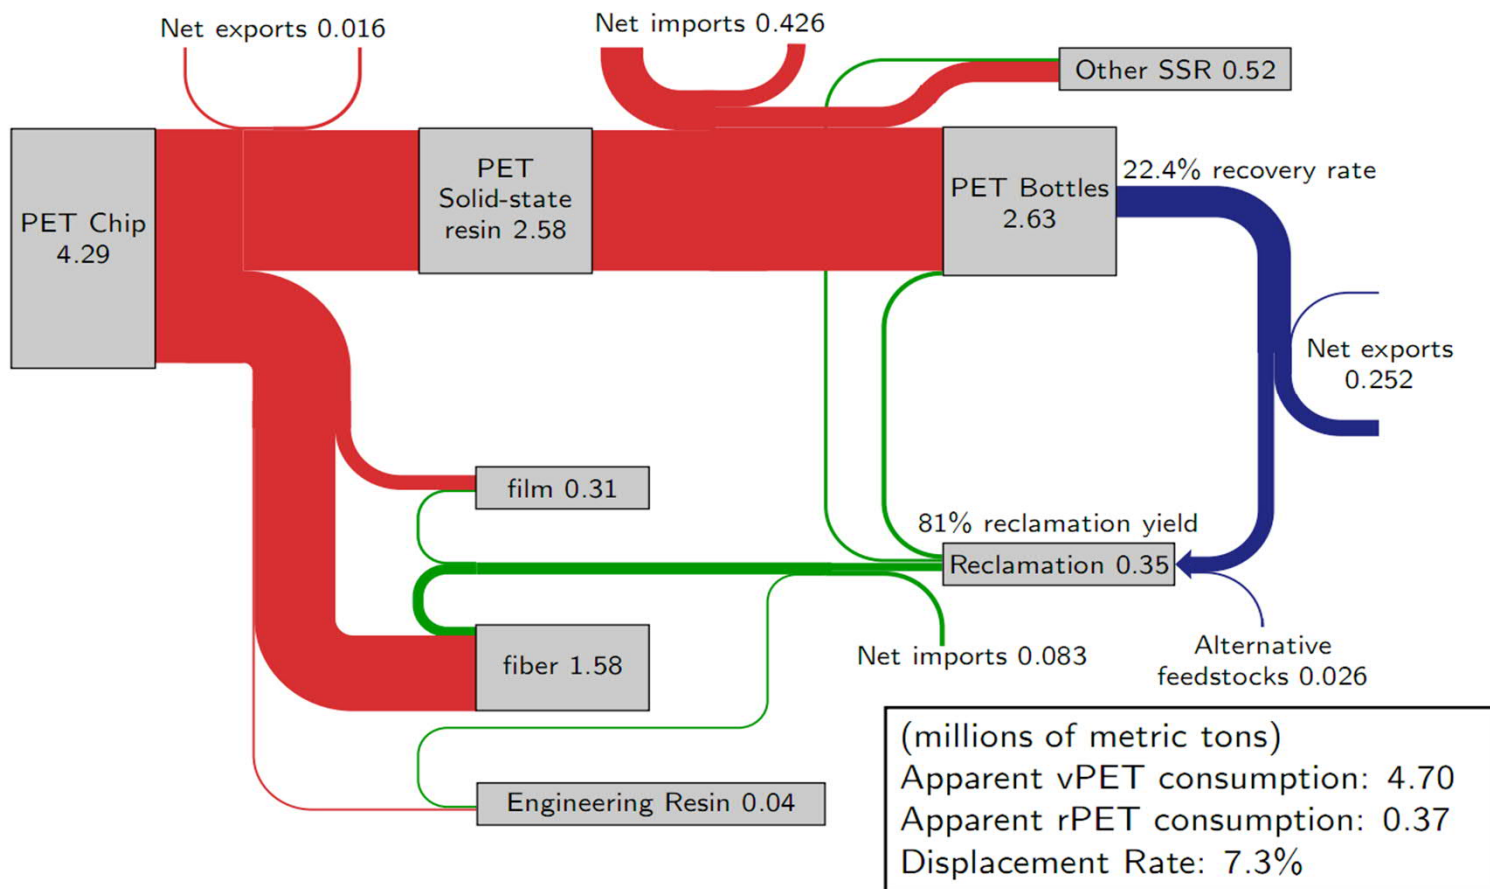 Net exports 0.016
Net imports 0.426
Other SSR 0.52
PET Chip
4.29
PET
Solid-state
resin 2.58
PET Bottles
2.63
22.4% recovery rate
Net exports
0.252
film 0.31
81% reclamation yield
Reclamation 0.35
fiber 1.58
Net imports 0.083
Alternative
feedstocks 0.026
Engineering Resin 0.04
(millions of metric tons)
Apparent vPET consumption: 4.70
Apparent rPET consumption: 0.37
Displacement Rate: 7.3%